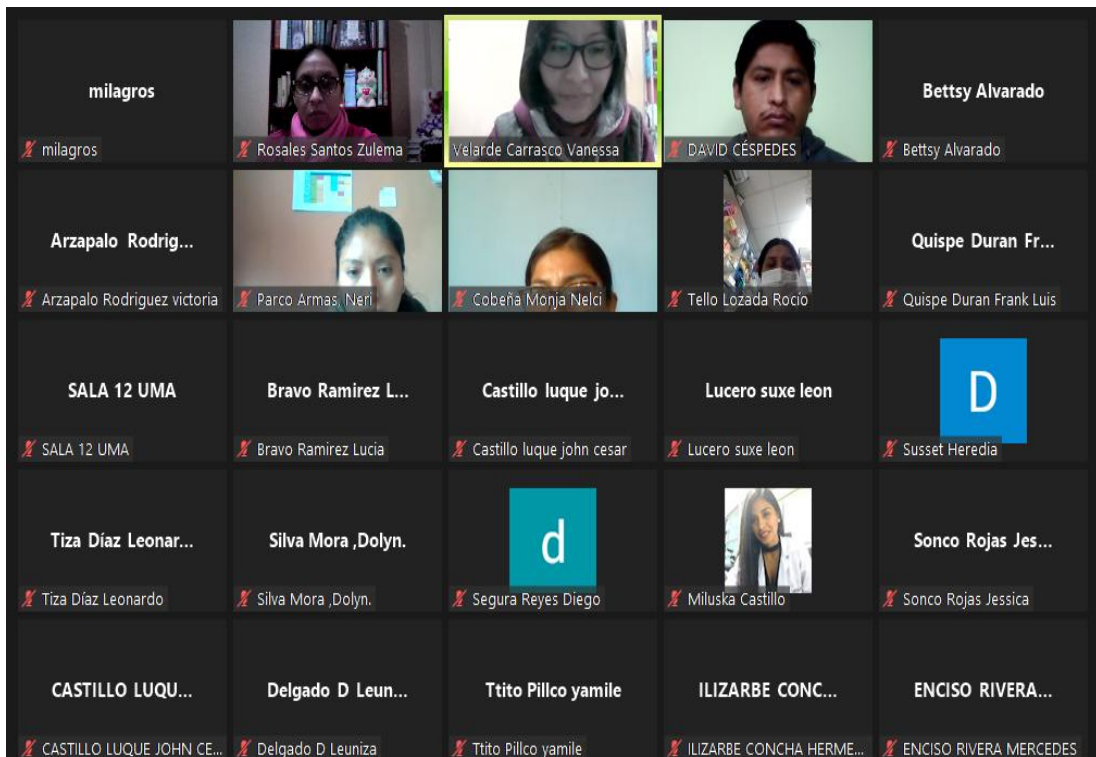 milagros
milagros
Rosales Santos Zulema
Velarde Carrasco Vanessa
DAVID CÉSPEDES
Bettsy Alvarado
Bettsy Alvarado
Arzapalo Rodrig...
Arzapalo Rodriguez victoria
Parco Armas, Neri
Cobeña Monja Nelci
Tello Lozada Rocío
Quispe Duran Fr...
Quispe Duran Frank Luis
SALA 12 UMA
SALA 12 UMA
Bravo Ramirez L...
Bravo Ramirez Lucia
Castillo luque jo...
Castillo luque john cesar
Lucero suxe leon
Lucero suxe leon
D
Susset Heredia
Tiza Díaz Leonar...
Tiza Díaz Leonardo
Silva Mora ,Dolyn.
Silva Mora ,Dolyn.
d
Segura Reyes Diego
Miluska Castillo
Sonco Rojas Jes...
Sonco Rojas Jessica
CASTILLO LUQU...
CASTILLO LUQUE JOHN CE...
Delgado D Leun...
Delgado D Leuniza
Ttito Pillco yamile
Ttito Pillco yamile
ILIZARBE CONC...
ILIZARBE CONCHA HERME...
ENCISO RIVERA...
ENCISO RIVERA MERCEDES